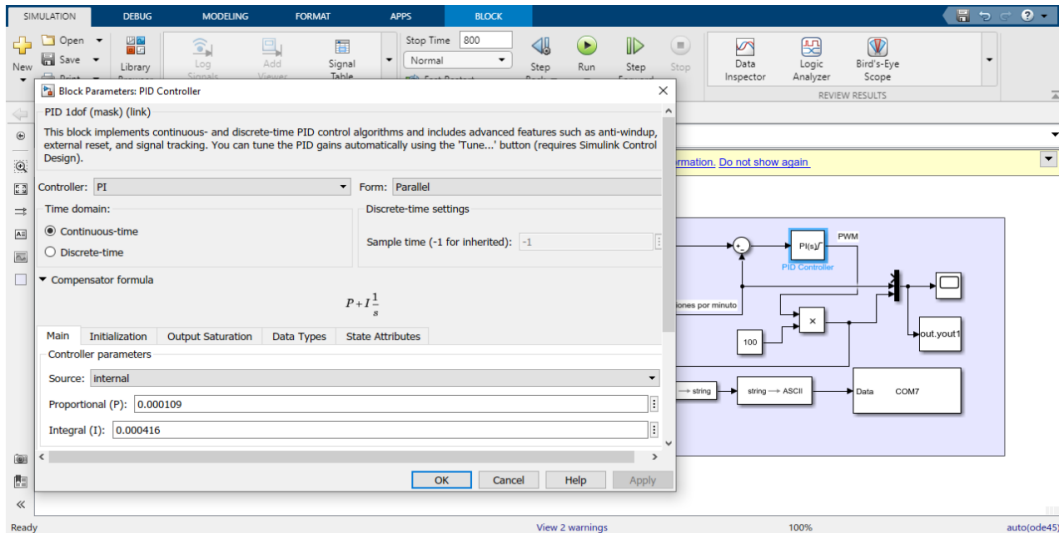 SIMULATION DEBUG MODELING FORMAT APPS BLOCK
New
Open
Save
Print
Library
Log
Signals
Add
Viewer
Signal
Table
Stop Time 800
Normal
Step
Run
Step
Stop
Data
Inspector
Logic
Analyzer
Bird's-Eye
Scope
REVIEW RESULTS
Block Parameters: PID Controller
PID 1dof (mask) (link)
This block implements continuous- and discrete-time PID control algorithms and includes advanced features such as anti-windup,
external reset, and signal tracking. You can tune the PID gains automatically using the 'Tune...' button (requires Simulink Control
Design).
Controller: PI Form: Parallel
Time domain:
Continuous-time
Discrete-time
Discrete-time settings
Sample time (-1 for inherited): -1
Compensator formula
P+I 1/s
Main Initialization Output Saturation Data Types State Attributes
Controller parameters
Source: internal
Proportional (P): 0.000109
Integral (I): 0.000416
OK Cancel Help Apply
rmation. Do not show again
PI(s)
PWM
PID Controller
iones por minuto
100
×
out.yout1
string
string → ASCII
Data COM7
Ready View 2 warnings 100% auto(ode45)